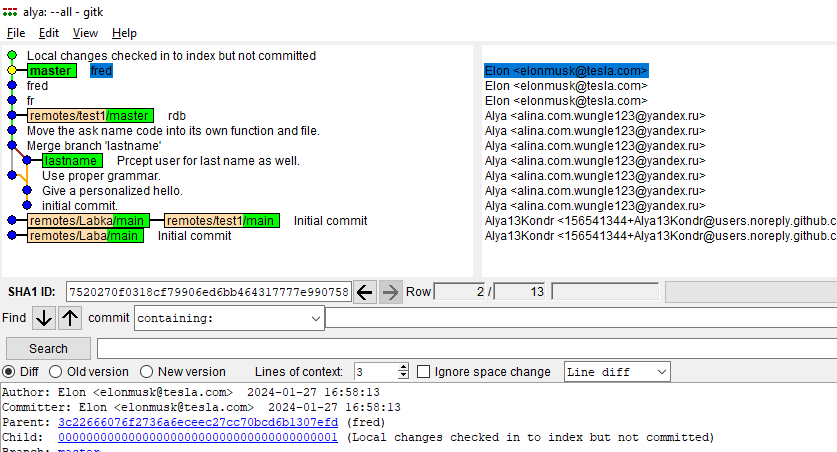 alya: --all - gitk
File Edit View Help
Local changes checked in to index but not committed
master fred Elon <elonmusk@tesla.com>
fred Elon <elonmusk@tesla.com>
fr Elon <elonmusk@tesla.com>
remotes/test1/master rdb Alya <alina.com.wungle123@yandex.ru>
Move the ask name code into its own function and file. Alya <alina.com.wungle123@yandex.ru>
Merge branch 'lastname' Alya <alina.com.wungle123@yandex.ru>
lastname Prcept user for last name as well. Alya <alina.com.wungle123@yandex.ru>
Use proper grammar. Alya <alina.com.wungle123@yandex.ru>
Give a personalized hello. Alya <alina.com.wungle123@yandex.ru>
initial commit. Alya <alina.com.wungle123@yandex.ru>
remotes/Labka/main remotes/test1/main Initial commit Alya13Kondr <156541344+Alya13Kondr@users.noreply.github.c
remotes/Laba/main Initial commit Alya13Kondr <156541344+Alya13Kondr@users.noreply.github.c
SHA1 ID: 7520270f0318cf79906ed6bb464317777e990758 Row 2 / 13
Find commit containing:
Search
Diff Old version New version Lines of context: 3 Ignore space change Line diff
Author: Elon <elonmusk@tesla.com> 2024-01-27 16:58:13
Committer: Elon <elonmusk@tesla.com> 2024-01-27 16:58:13
Parent: 3c22666076f2736a6eceec27cc70bcd6b1307efd (fred)
Child: 0000000000000000000000000000000000000001 (Local changes checked in to index but not committed)
Branch: master